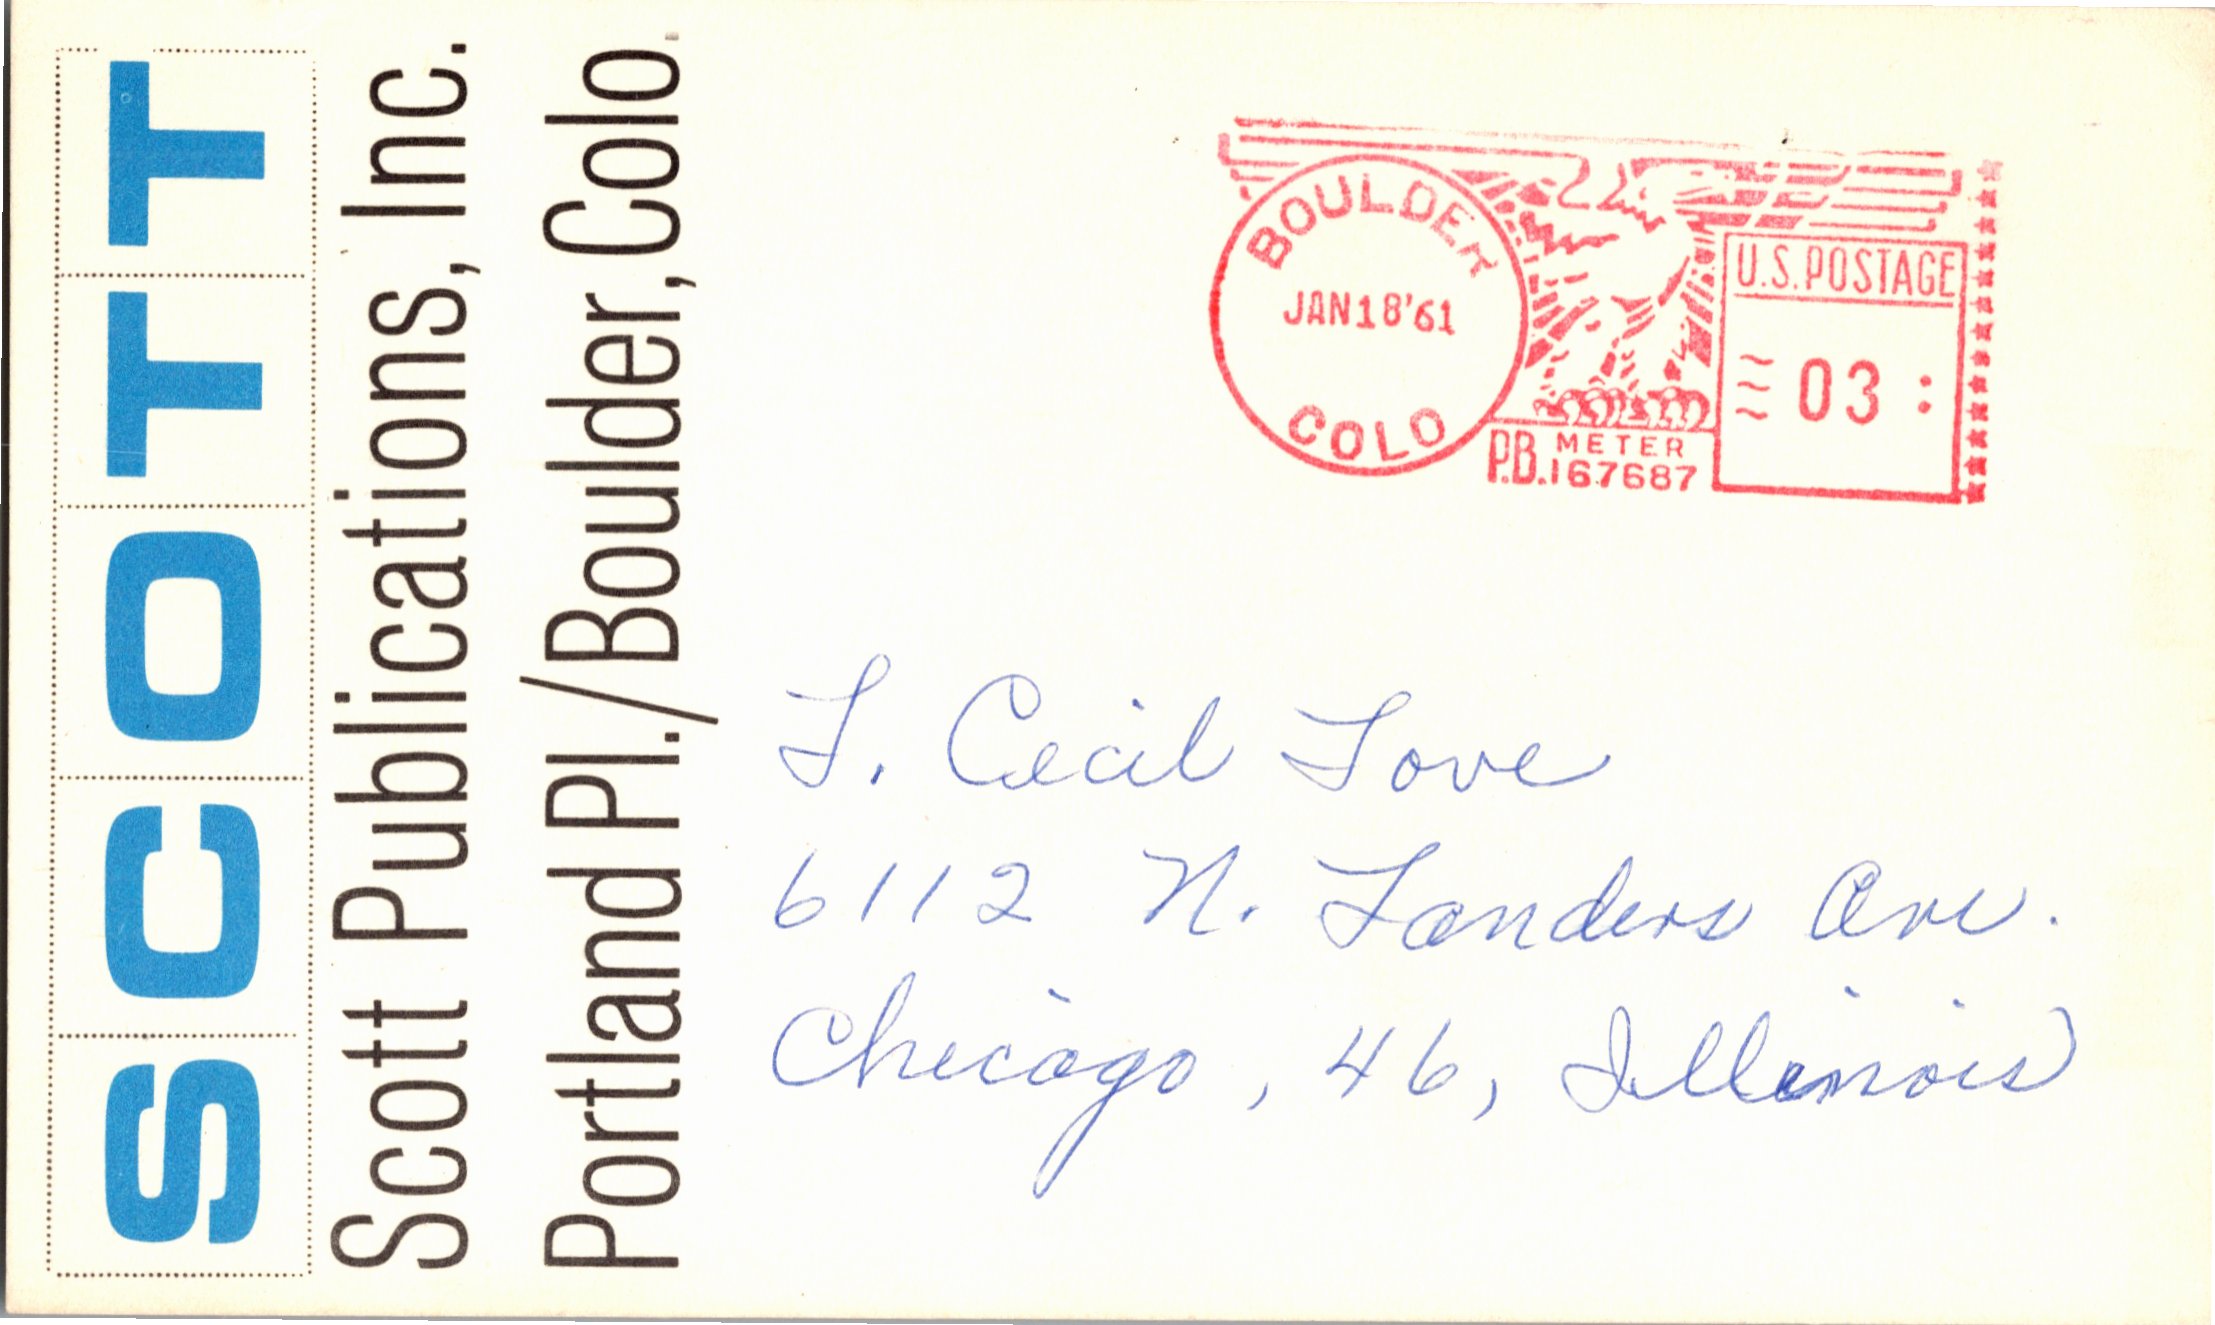 SCOTT
Scott Publications, Inc.
Portland Pl./Boulder, Colo.
BOULDER
JAN 18 '61
COLO
P.B. METER
167687
U.S. POSTAGE
03
L. Cecil Love
6112 N. Landers Ave.
Chicago, 46, Illinois